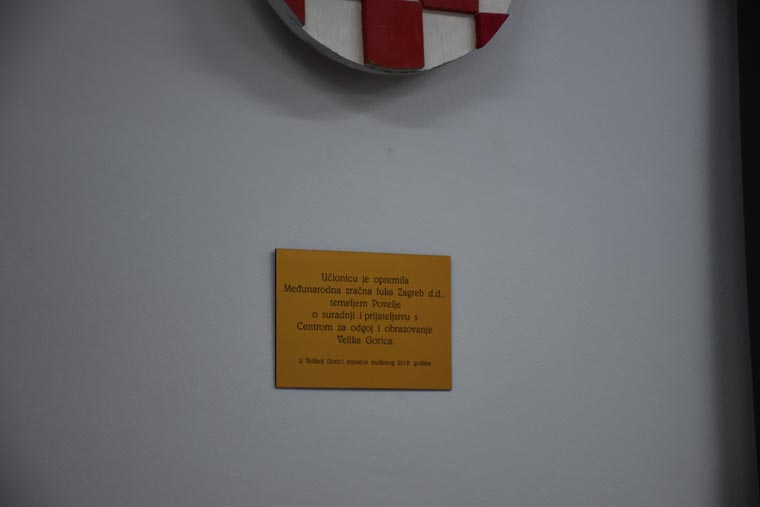 Učionicu je opremila
Međunarodna zračna luka Zagreb d.d.,
temeljem Povelje
o suradnji i prijateljstvu s
Centrom za odgoj i obrazovanje
Velika Gorica.
U Velikoj Gorici, mjeseca studenog 2018. godine